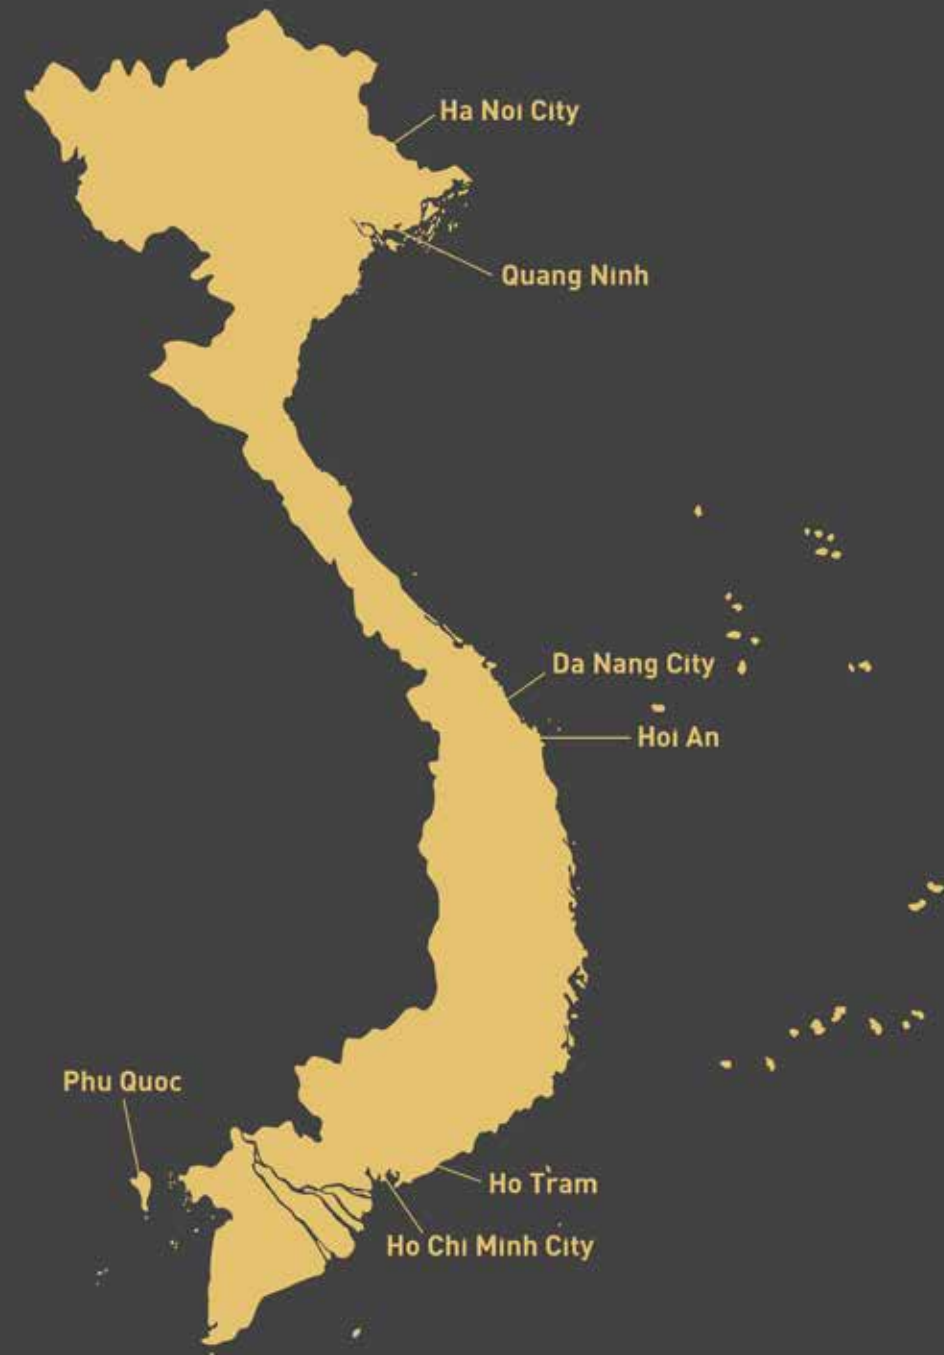 Ha Noi City
Quang Ninh
Da Nang City
Hoi An
Phu Quoc
Ho Tram
Ho Chi Minh City